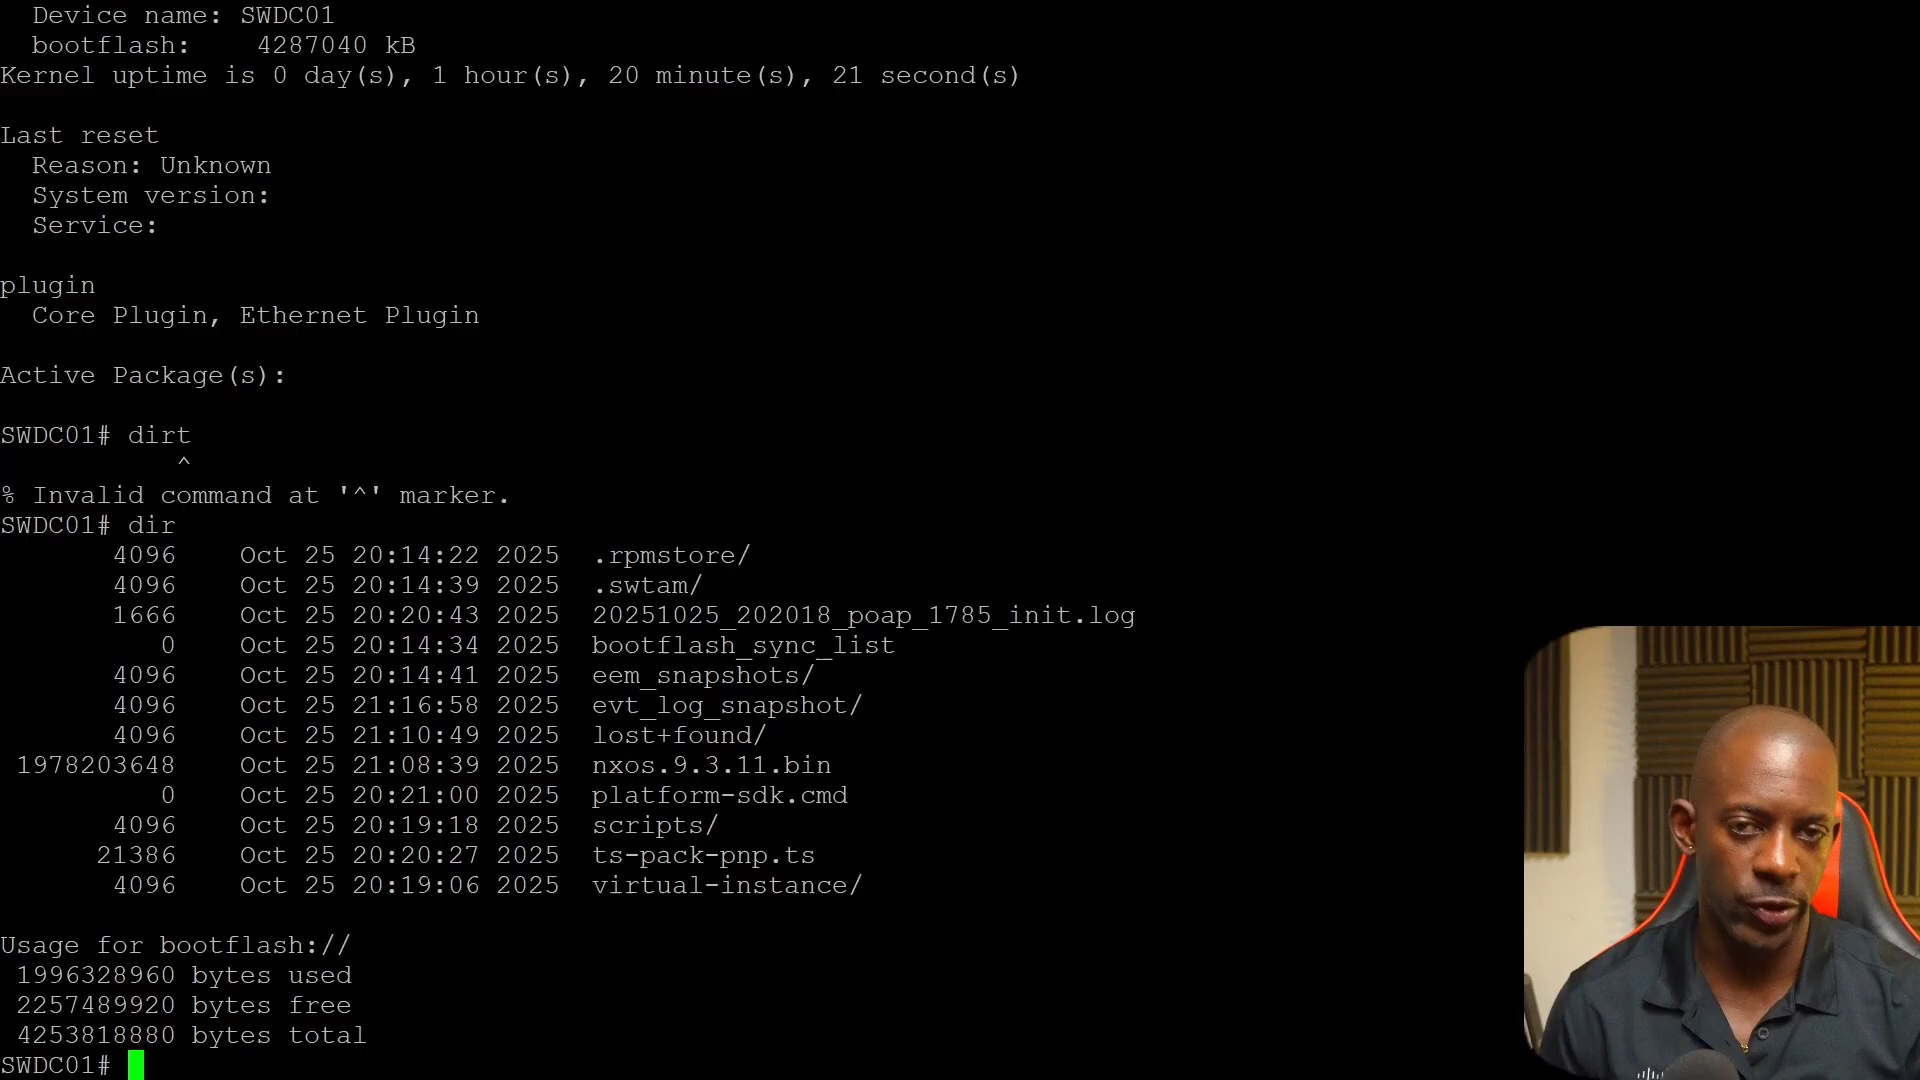 Device name: SWDC01
bootflash: 4287040 kB
Kernel uptime is 0 day(s), 1 hour(s), 20 minute(s), 21 second(s)
Last reset
Reason: Unknown
System version:
Service:
plugin
Core Plugin, Ethernet Plugin
Active Package(s):
SWDC01# dirt
^
% Invalid command at '^' marker.
SWDC01# dir
4096 Oct 25 20:14:22 2025 .rpmstore/
4096 Oct 25 20:14:39 2025 .swtam/
1666 Oct 25 20:20:43 2025 20251025_202018_poap_1785_init.log
0 Oct 25 20:14:34 2025 bootflash_sync_list
4096 Oct 25 20:14:41 2025 eem_snapshots/
4096 Oct 25 21:16:58 2025 evt_log_snapshot/
4096 Oct 25 21:10:49 2025 lost+found/
1978203648 Oct 25 21:08:39 2025 nxos.9.3.11.bin
0 Oct 25 20:21:00 2025 platform-sdk.cmd
4096 Oct 25 20:19:18 2025 scripts/
21386 Oct 25 20:20:27 2025 ts-pack-pnp.ts
4096 Oct 25 20:19:06 2025 virtual-instance/
Usage for bootflash://
1996328960 bytes used
2257489920 bytes free
4253818880 bytes total
SWDC01#